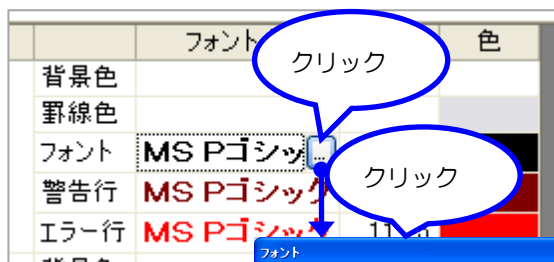 フォント 色
クリック
背景色
罫線色
フォント MS Pゴシッ ...
クリック
警告行 MS Pゴシック
エラー行 MS Pゴシック
フォント